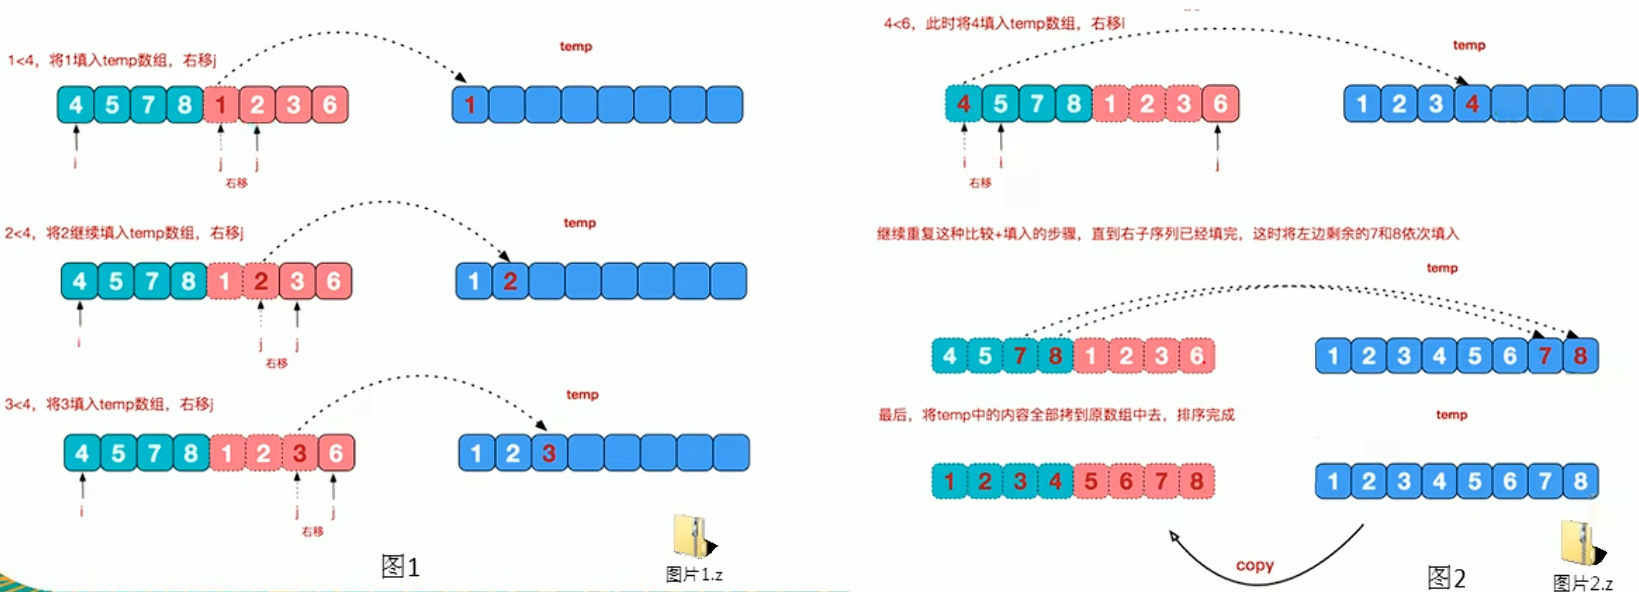 1<4，将1填入temp数组，右移j
temp
4 5 7 8 1 2 3 6
1
i j j
右移
2<4，将2继续填入temp数组，右移j
temp
4 5 7 8 1 2 3 6
1 2
i j j
右移
3<4，将3填入temp数组，右移j
temp
4 5 7 8 1 2 3 6
1 2 3
i j j
右移
图1
图片1.z
4<6，此时将4填入temp数组，右移i
temp
4 5 7 8 1 2 3 6
1 2 3 4
i i j
右移
继续重复这种比较+填入的步骤，直到右子序列已经填完，这时将左边剩余的7和8依次填入
temp
4 5 7 8 1 2 3 6
1 2 3 4 5 6 7 8
最后，将temp中的内容全部拷到原数组中去，排序完成
temp
1 2 3 4 5 6 7 8
1 2 3 4 5 6 7 8
copy
图2
图片2.z